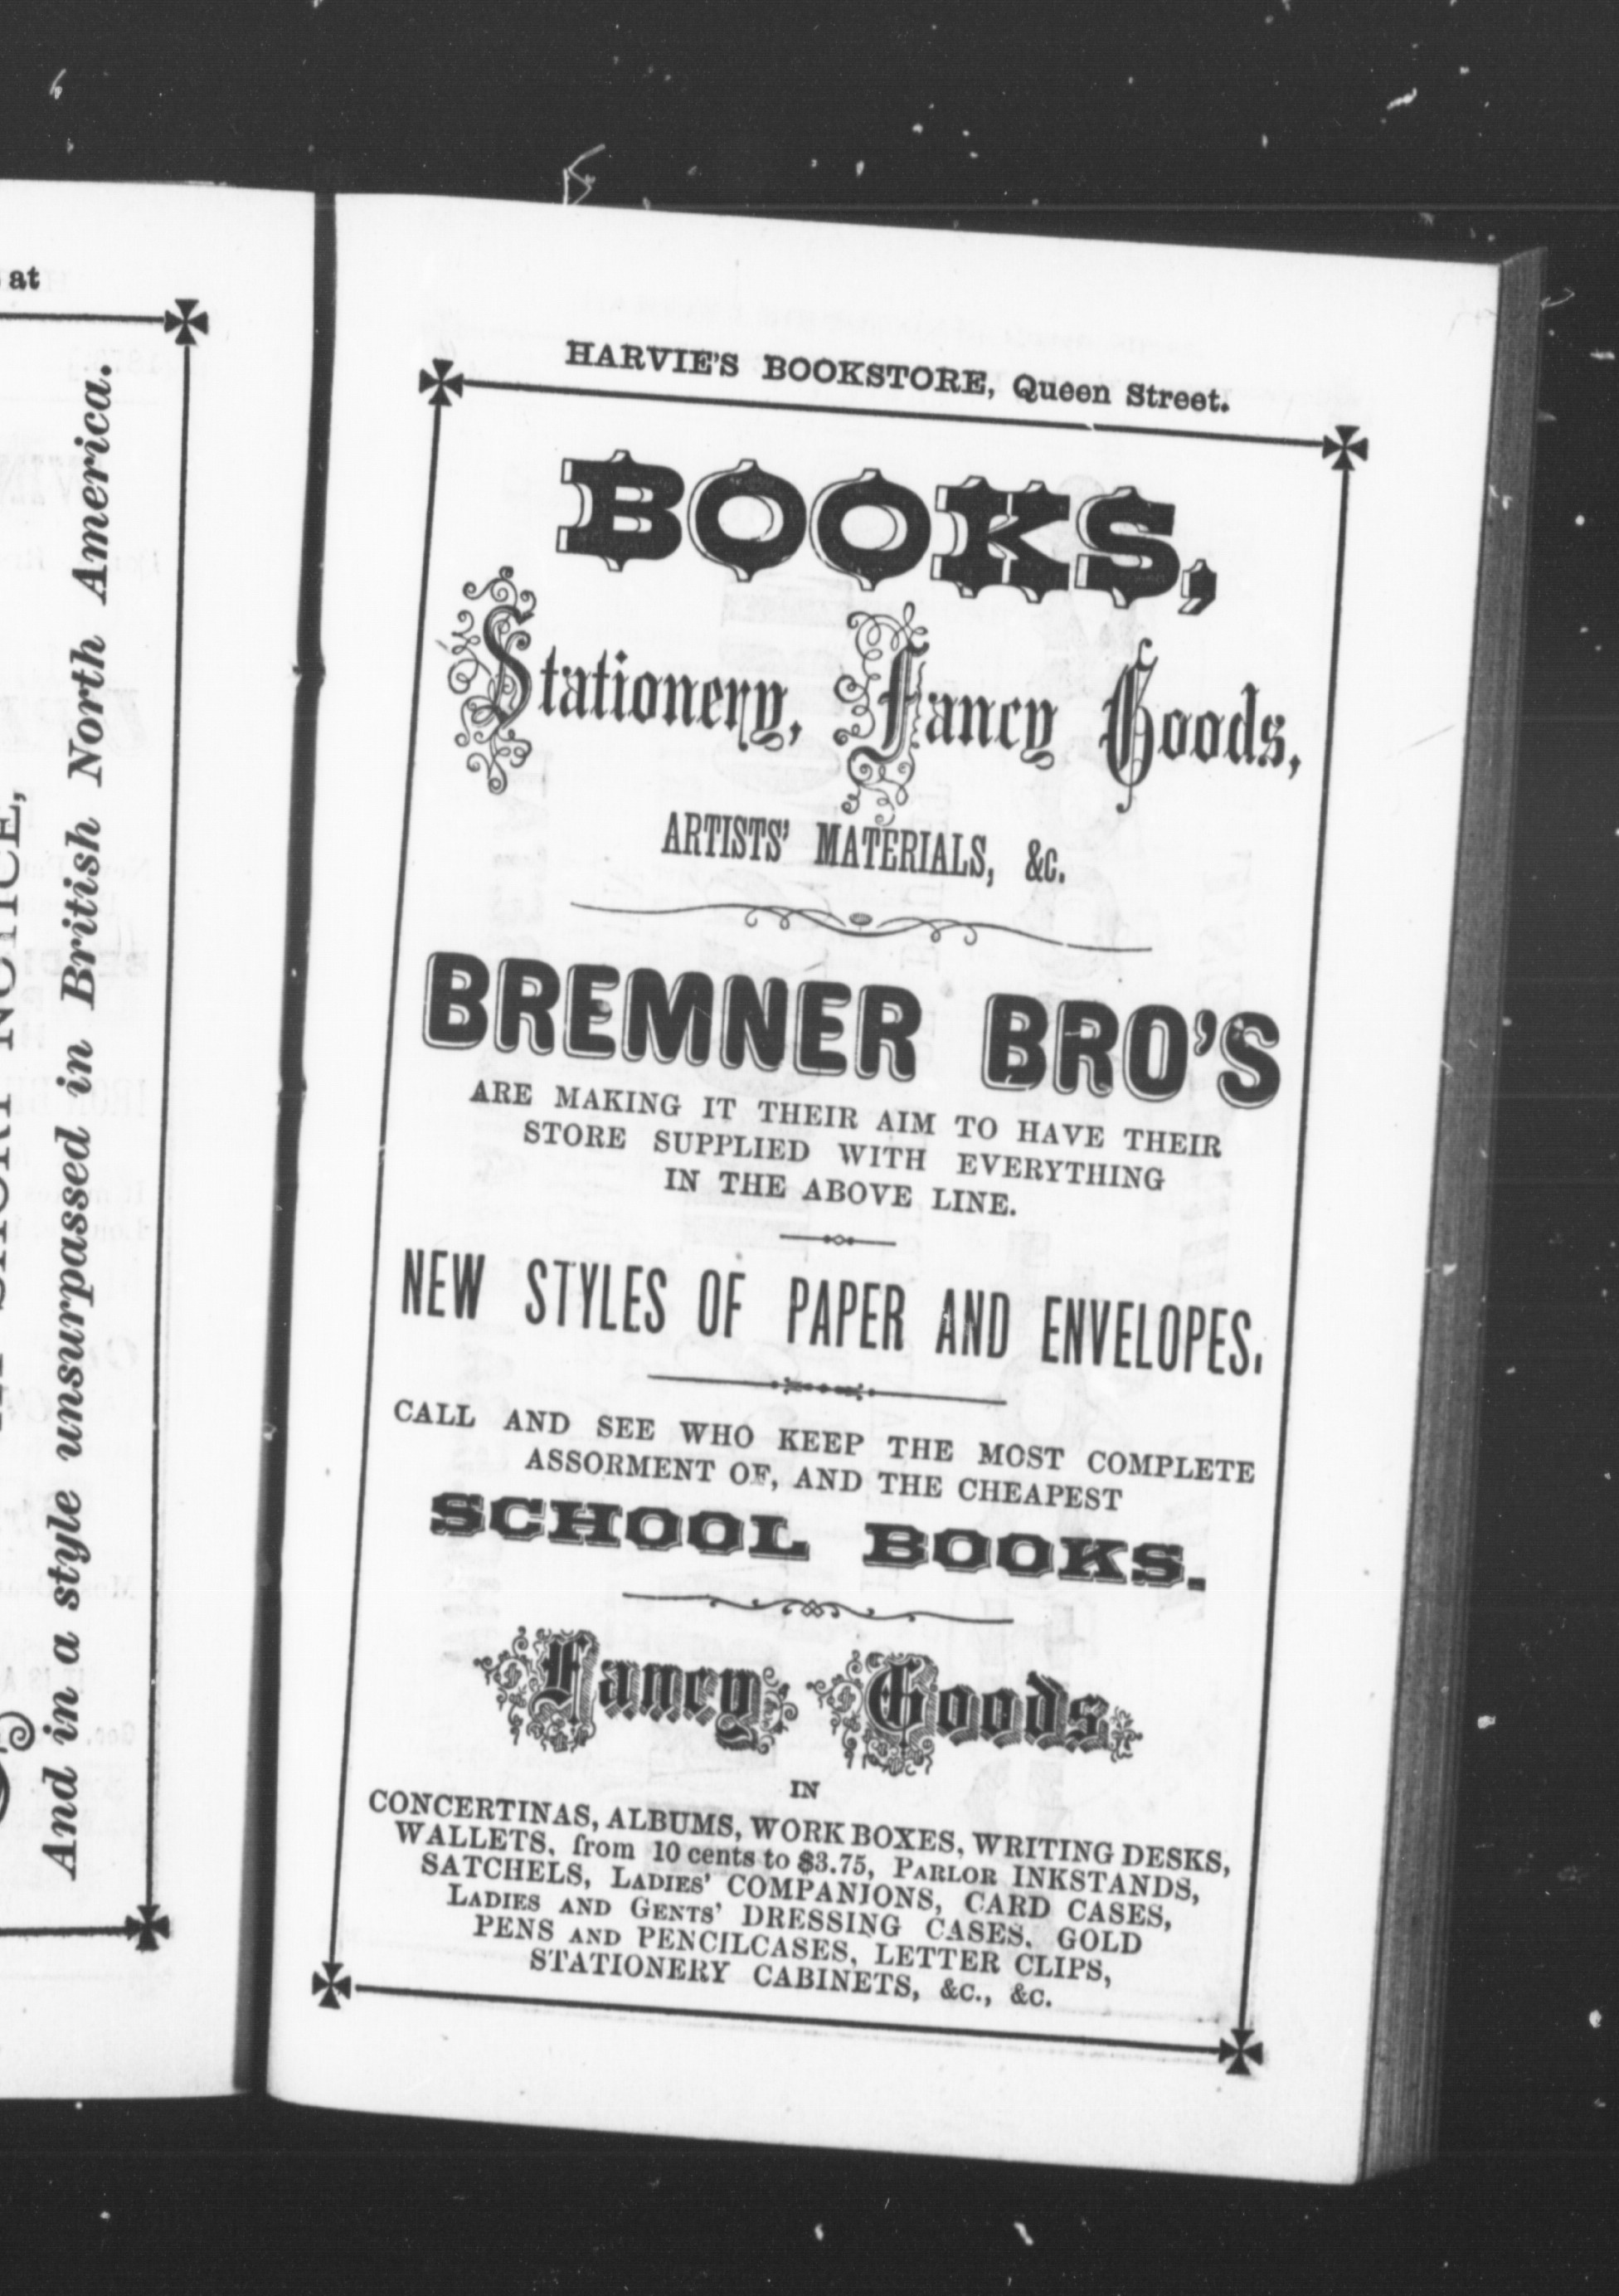 at
SHORT NOTICE,
And in a style unsurpassed in British North America.
HARVIE'S BOOKSTORE, Queen Street.
BOOKS,
Stationery, Fancy Goods,
ARTISTS' MATERIALS, &C.
BREMNER BRO'S
ARE MAKING IT THEIR AIM TO HAVE THEIR
STORE SUPPLIED WITH EVERYTHING
IN THE ABOVE LINE.
NEW STYLES OF PAPER AND ENVELOPES.
CALL AND SEE WHO KEEP THE MOST COMPLETE
ASSORMENT OF, AND THE CHEAPEST
SCHOOL BOOKS.
Fancy Goods
IN
CONCERTINAS, ALBUMS, WORK BOXES, WRITING DESKS,
WALLETS, from 10 cents to $3.75, PARLOR INKSTANDS,
SATCHELS, LADIES' COMPANIONS, CARD CASES,
LADIES AND GENTS' DRESSING CASES, GOLD
PENS AND PENCILCASES, LETTER CLIPS,
STATIONERY CABINETS, &C., &C.